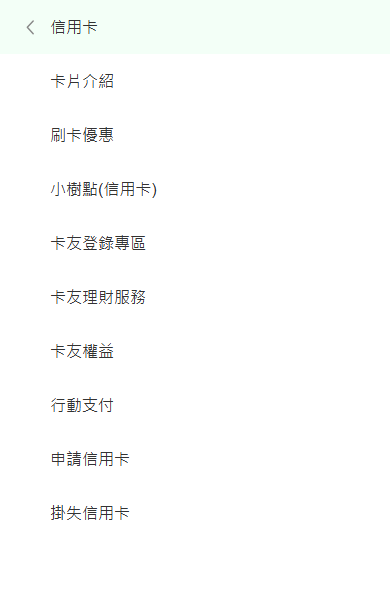 信用卡
卡片介紹
刷卡優惠
小樹點(信用卡)
卡友登錄專區
卡友理財服務
卡友權益
行動支付
申請信用卡
掛失信用卡